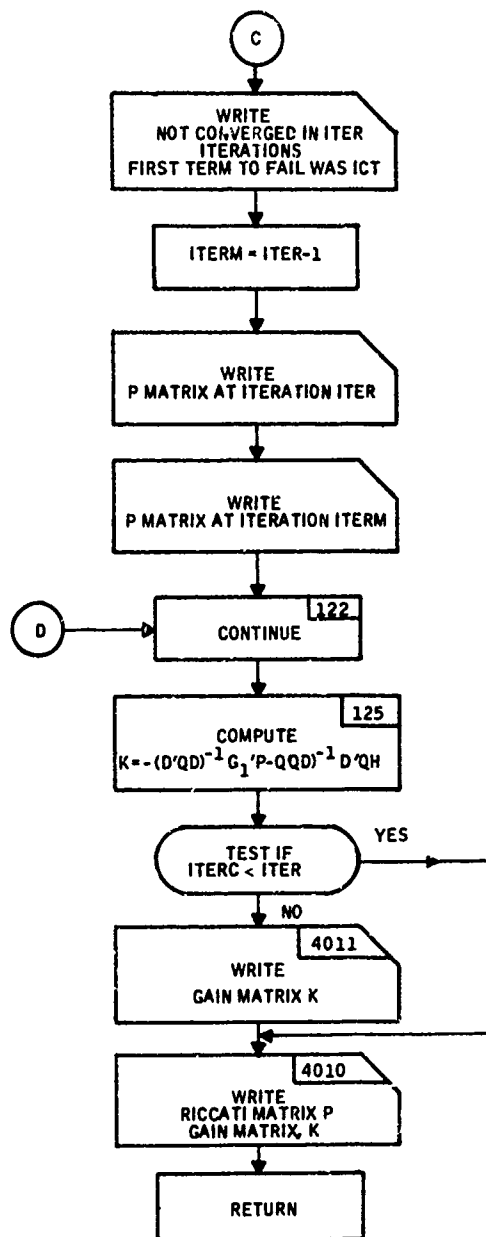 C
WRITE
NOT CONVERGED IN ITER
ITERATIONS
FIRST TERM TO FAIL WAS ICT
ITERM = ITER-1
WRITE
P MATRIX AT ITERATION ITER
WRITE
P MATRIX AT ITERATION ITERM
122
D
CONTINUE
125
COMPUTE
K=-(D'QD)⁻¹ G₁'P-QQD)⁻¹ D'QH
YES
TEST IF
ITERC < ITER
NO
4011
WRITE
GAIN MATRIX K
4010
WRITE
RICCATI MATRIX P
GAIN MATRIX, K
RETURN